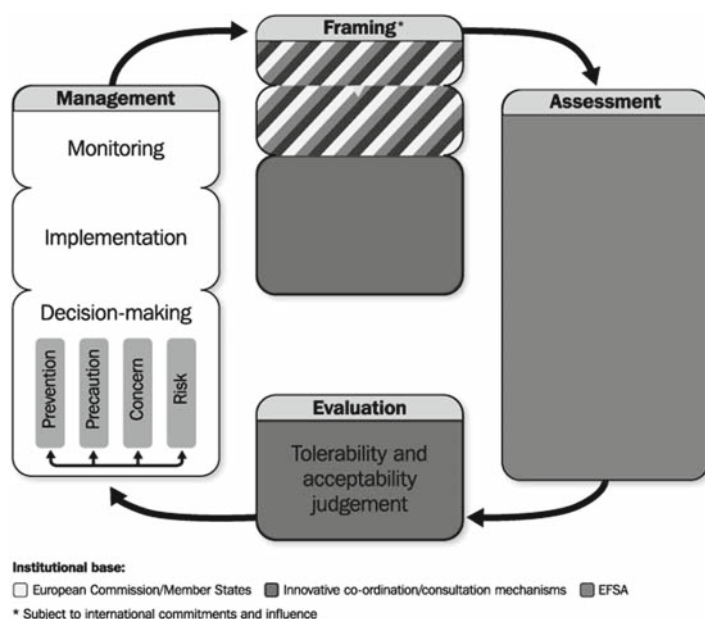 Framing*
Management
Assessment
Monitoring
Implementation
Decision-making
Prevention
Precaution
Concern
Risk
Evaluation
Tolerability and
acceptability
judgement
Institutional base:
European Commission/Member States Innovative co-ordination/consultation mechanisms EFSA
* Subject to international commitments and influence